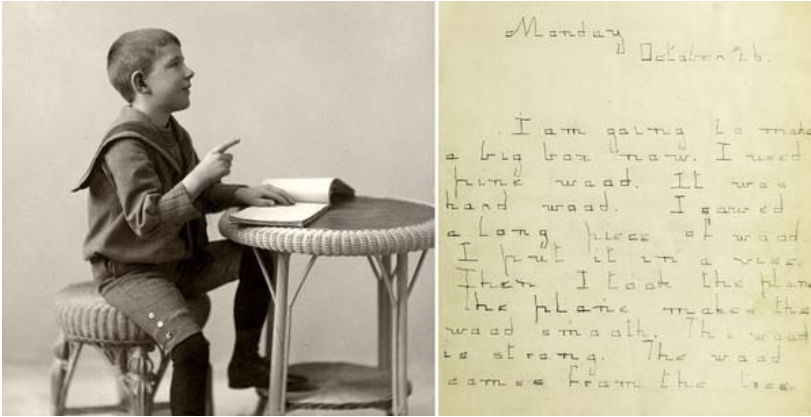 Monday
October 26.
I am going to make
a big box now. I used
pine wood. It was
hard wood. I sawed
a long piece of wood
I put it in a vise.
Then I took the plan
The plane makes the
wood smooth. The wood
is strong. The wood
comes from the tree.